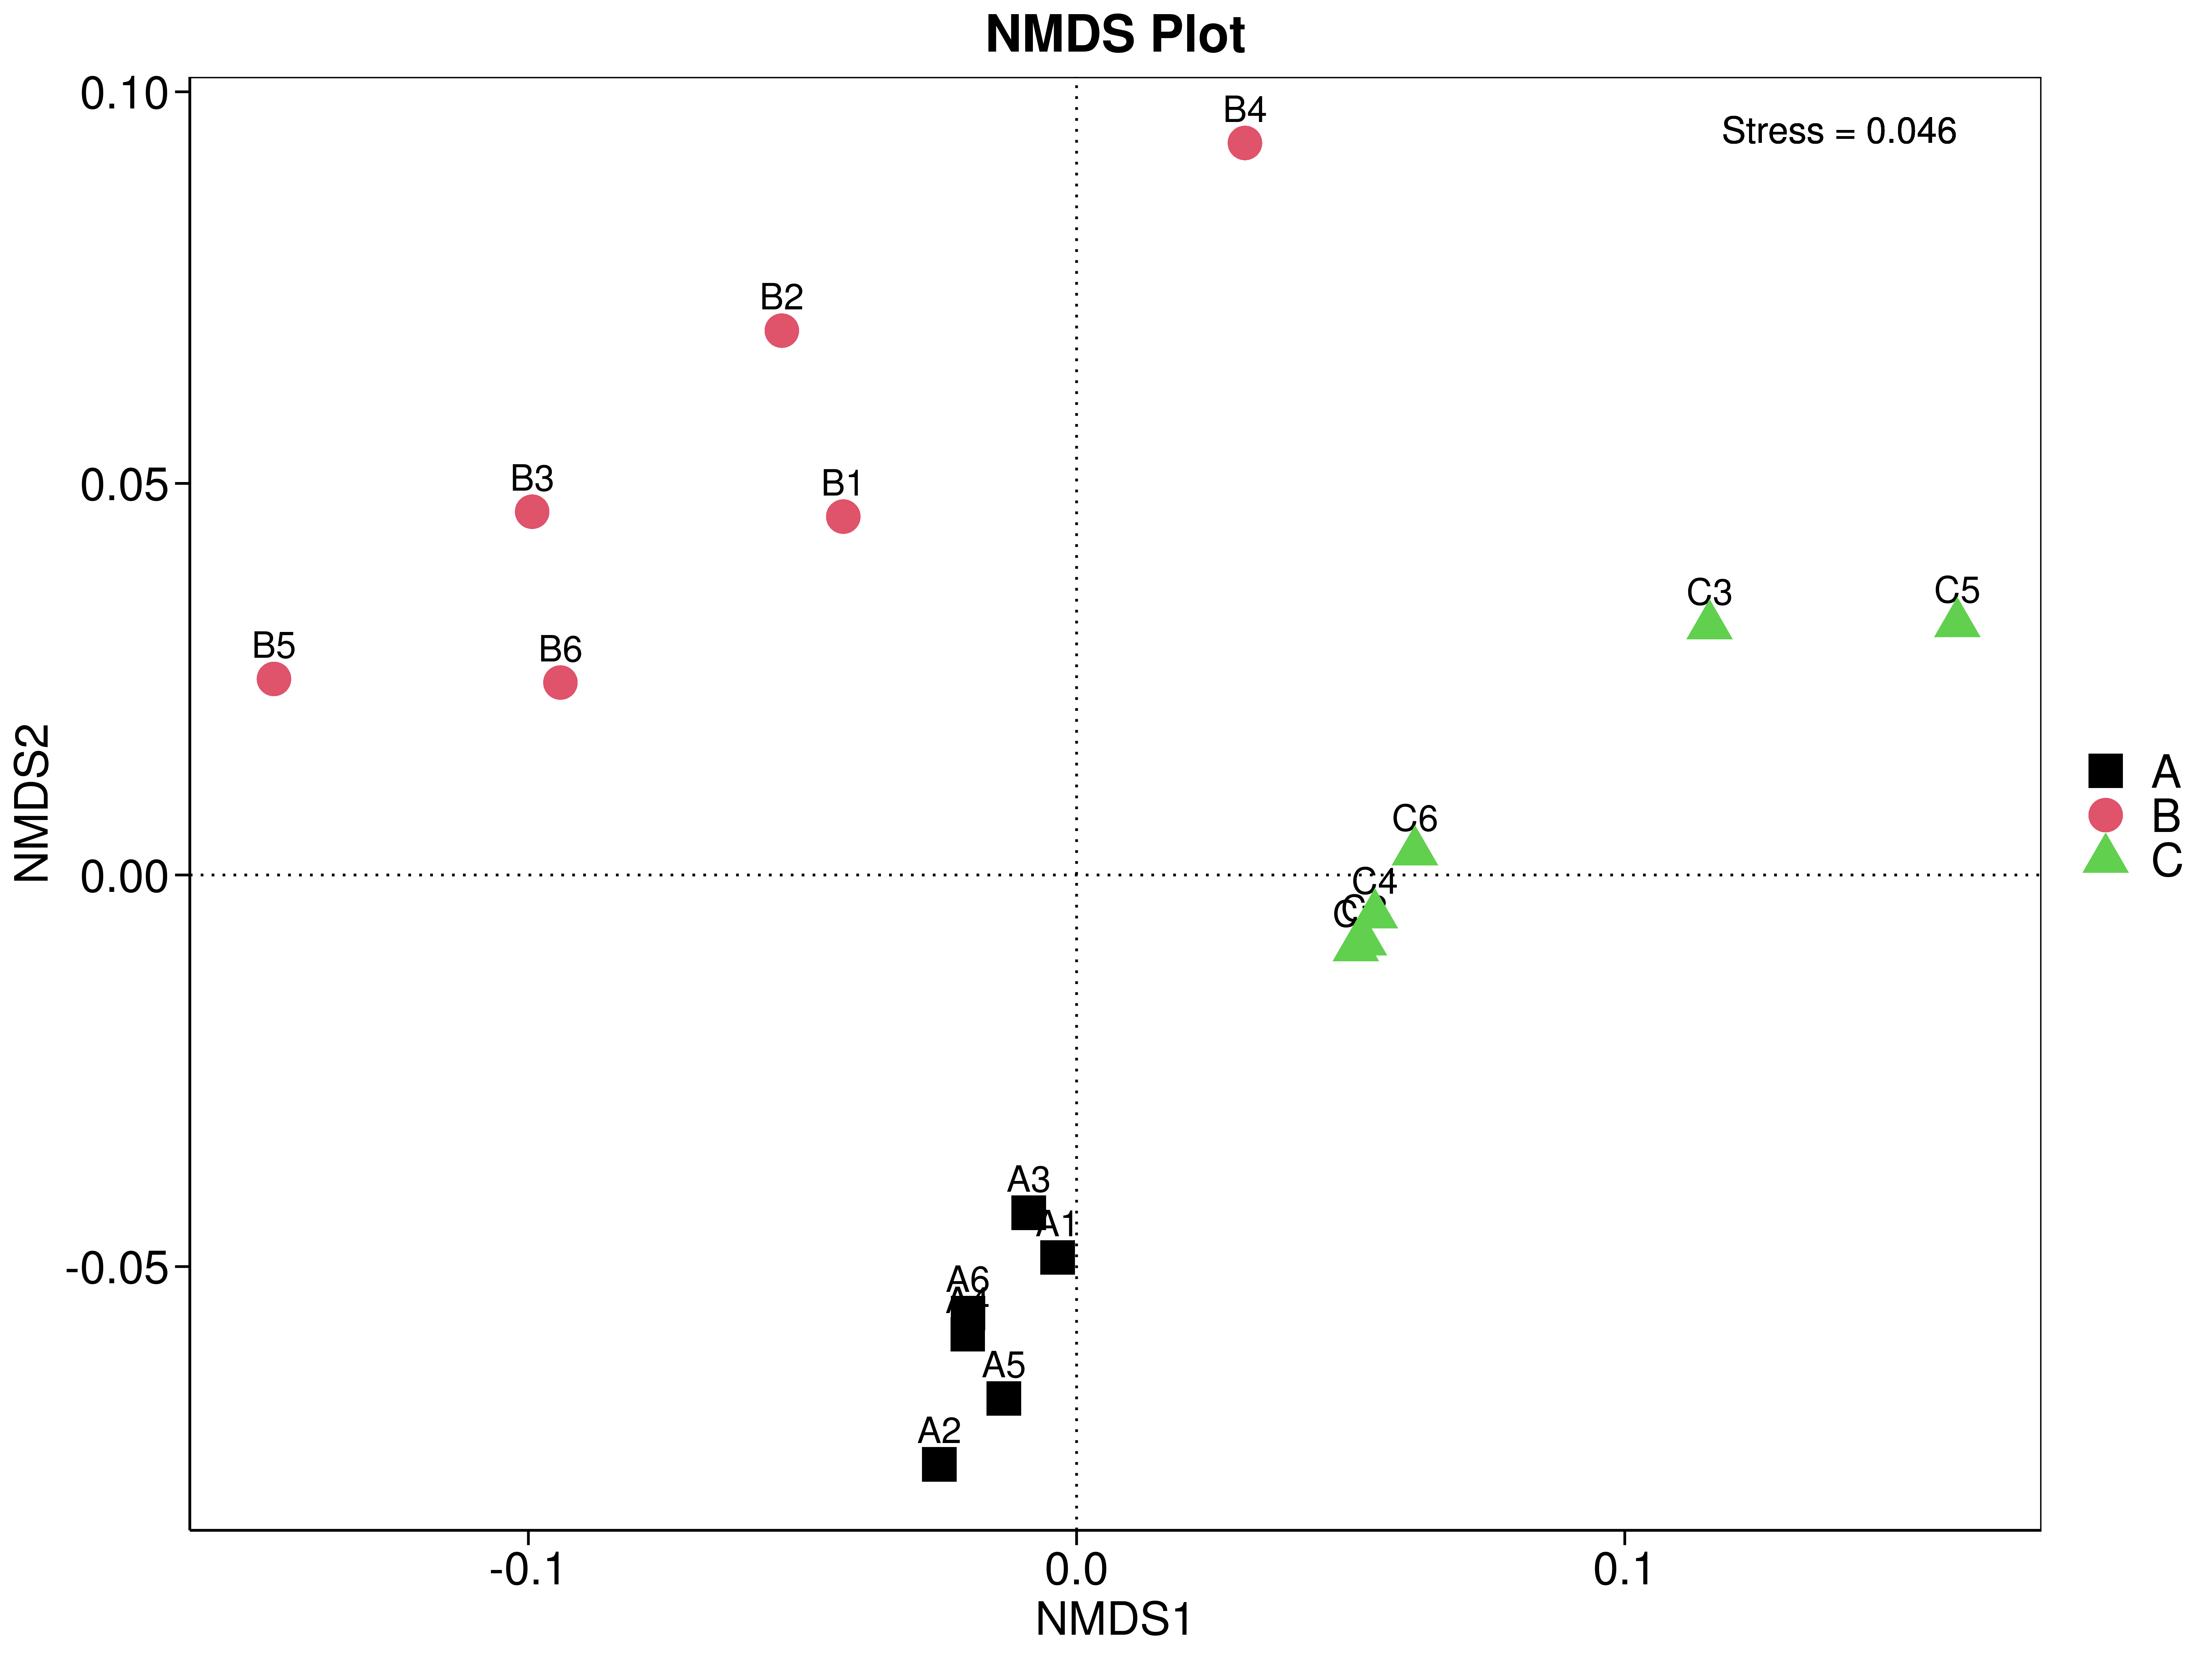 NMDS Plot
0.10
0.05
0.00
-0.05
NMDS2
Stress = 0.046
B4
B2
B3
B1
B5
B6
C3
C5
C6
C4
A3
A1
A6
A5
A2
A
B
C
-0.1
0.0
0.1
NMDS1